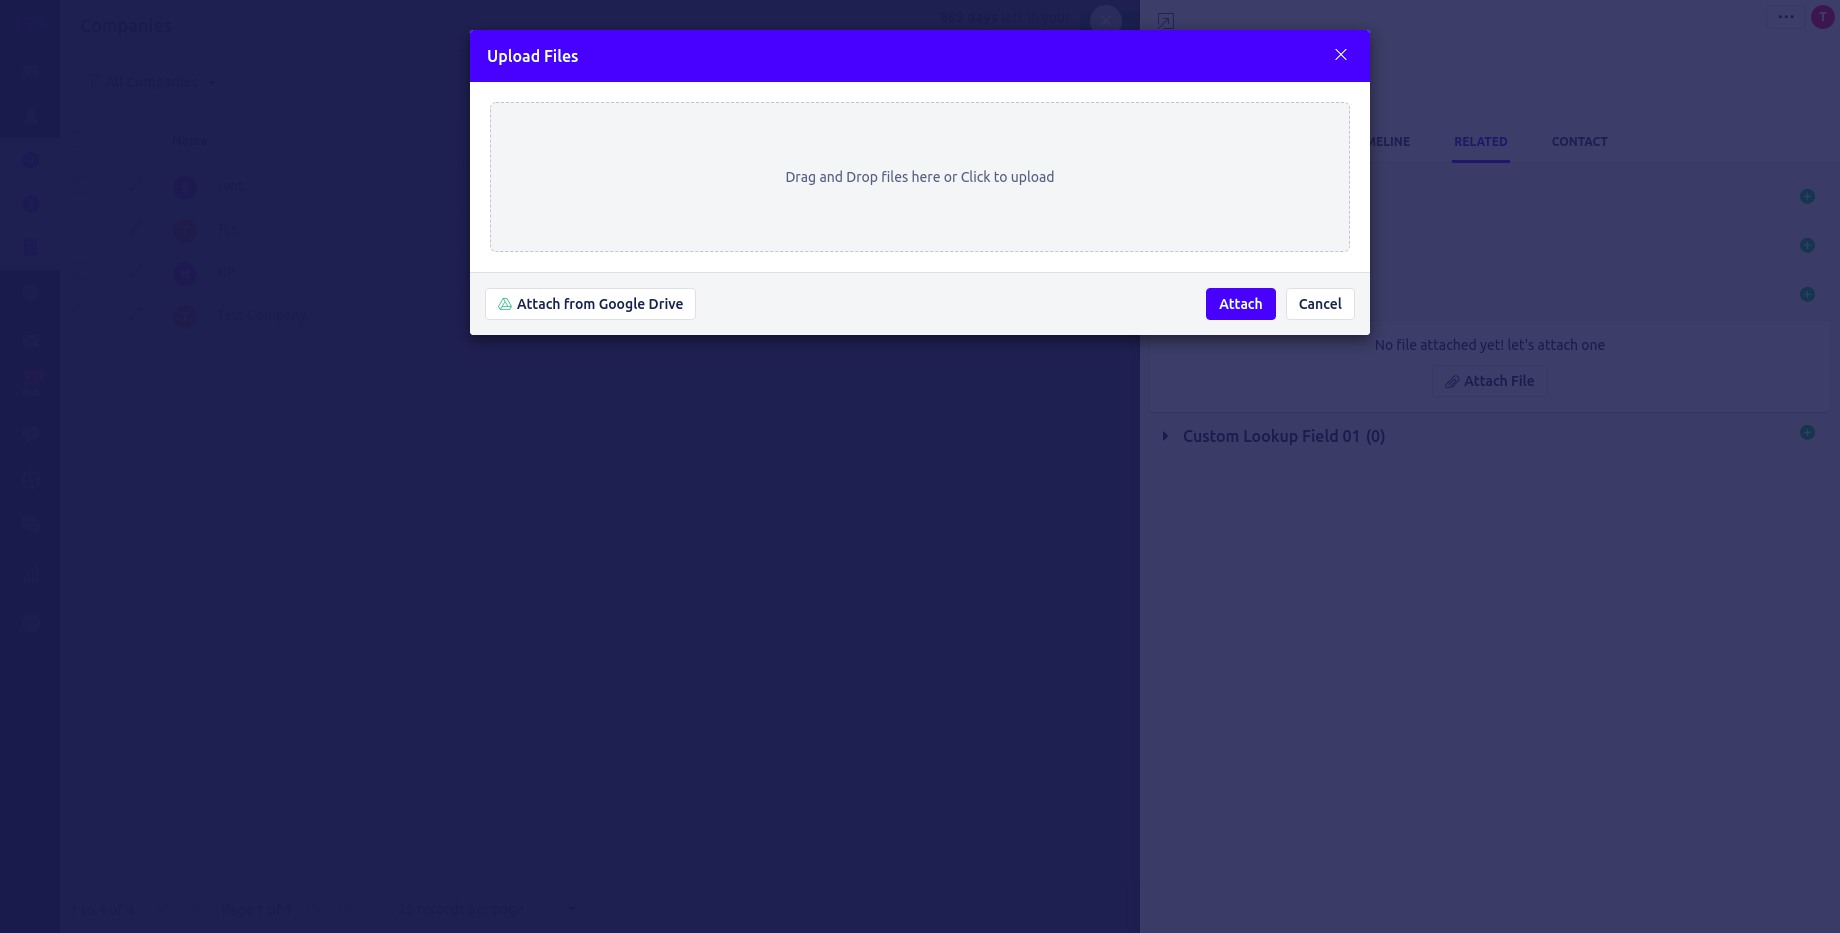 Companies
Upload Files
All Companies
Drag and Drop files here or Click to upload
RELATED
CONTACT
Name
Test Company
Attach from Google Drive
Attach
Cancel
No file attached yet! let's attach one
Attach File
Custom Lookup Field 01 (0)
T